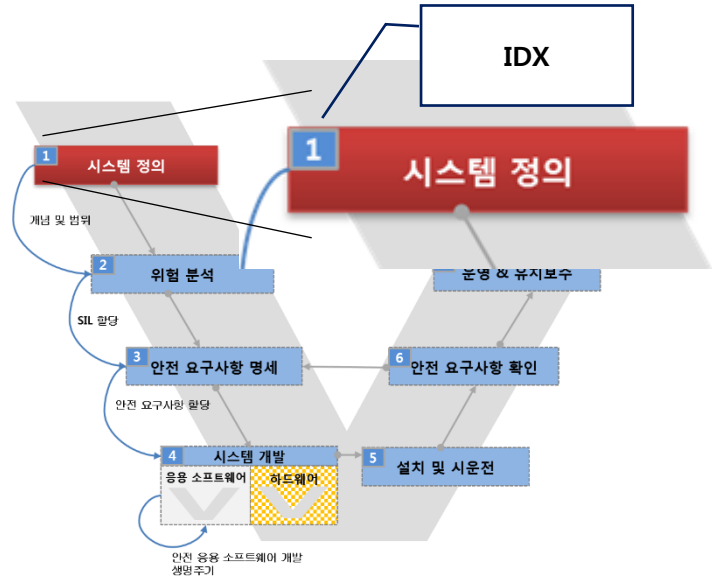 IDX
1
시스템 정의
1
시스템 정의
개념 및 범위
2
위험 분석
운영 & 유지보수
SIL 할당
3
안전 요구사항 명세
6
안전 요구사항 확인
안전 요구사항 할당
4
시스템 개발
5
설치 및 시운전
응용 소프트웨어
하드웨어
안전 응용 소프트웨어 개발
생명주기